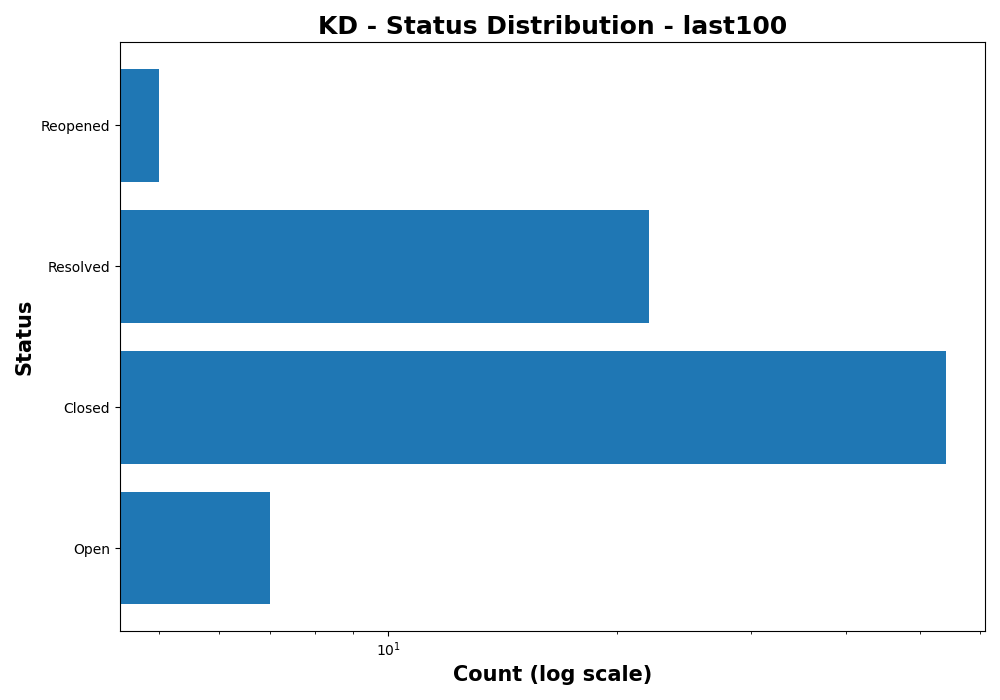 KD - Status Distribution - last100
Reopened
Resolved
Closed
Open
Status
10¹
Count (log scale)